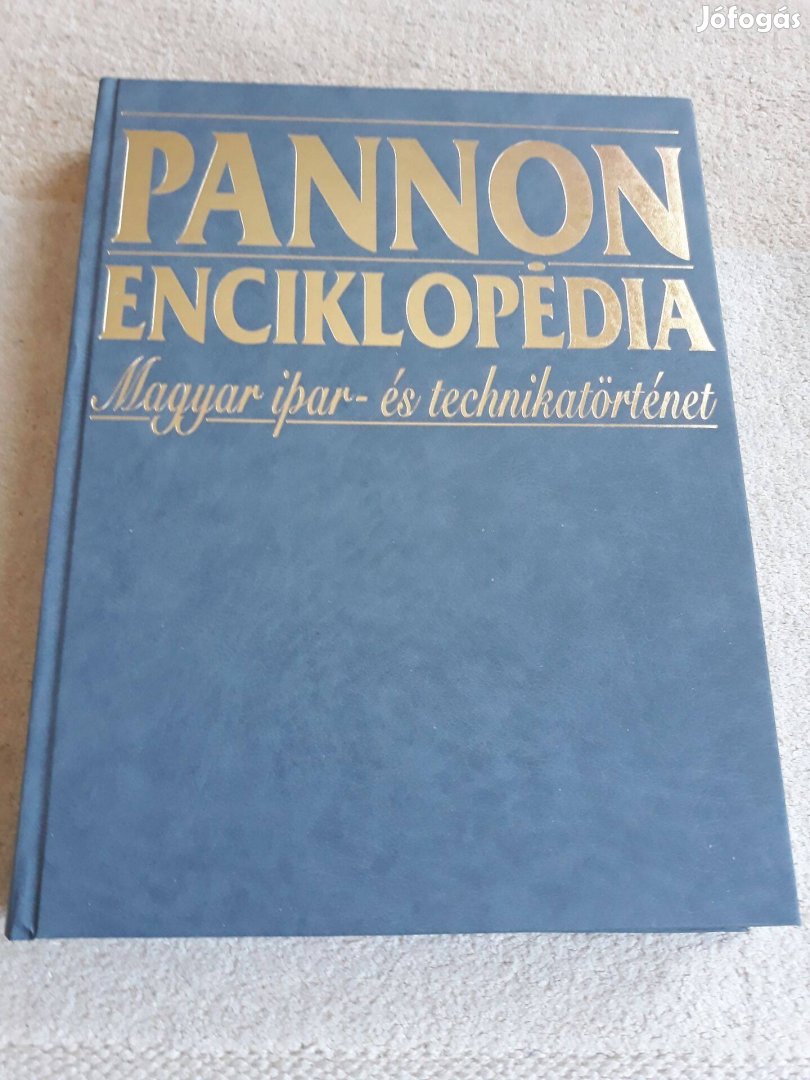 Jófogás
PANNON
ENCIKLOPÉDIA
Magyar ipar- és technikatörténet